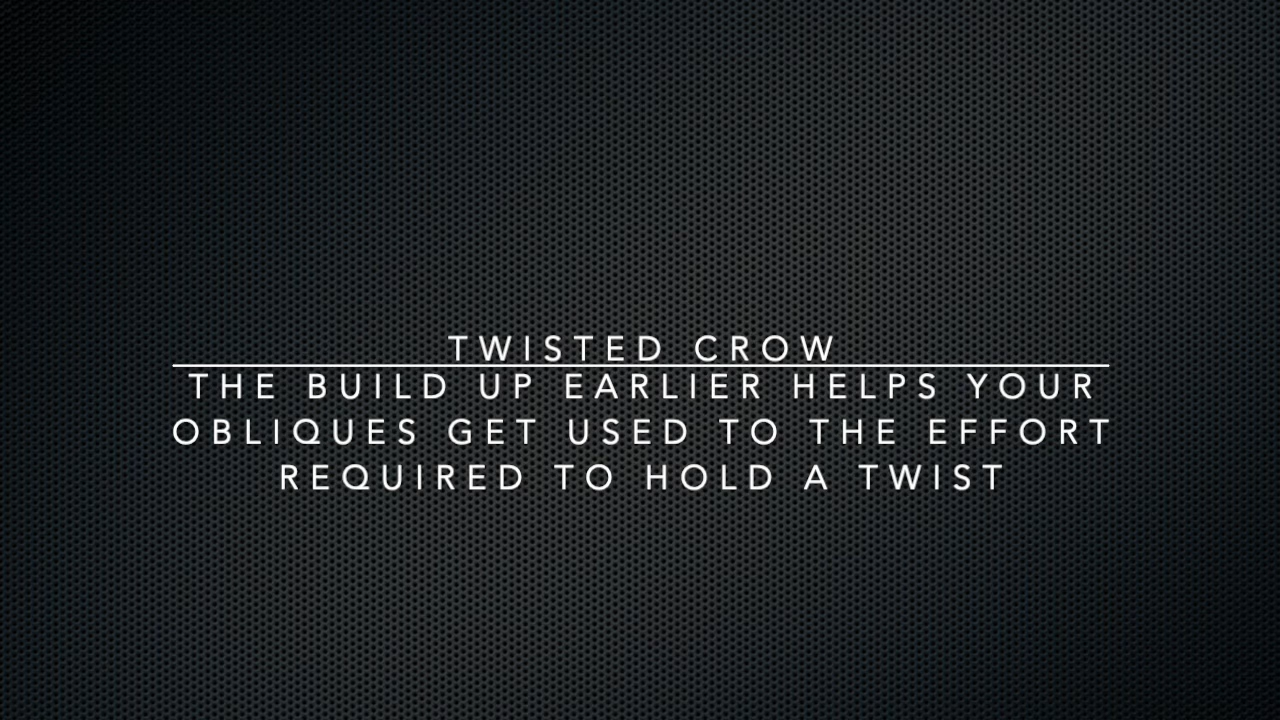 TWISTED CROW
THE BUILD UP EARLIER HELPS YOUR
OBLIQUES GET USED TO THE EFFORT
REQUIRED TO HOLD A TWIST